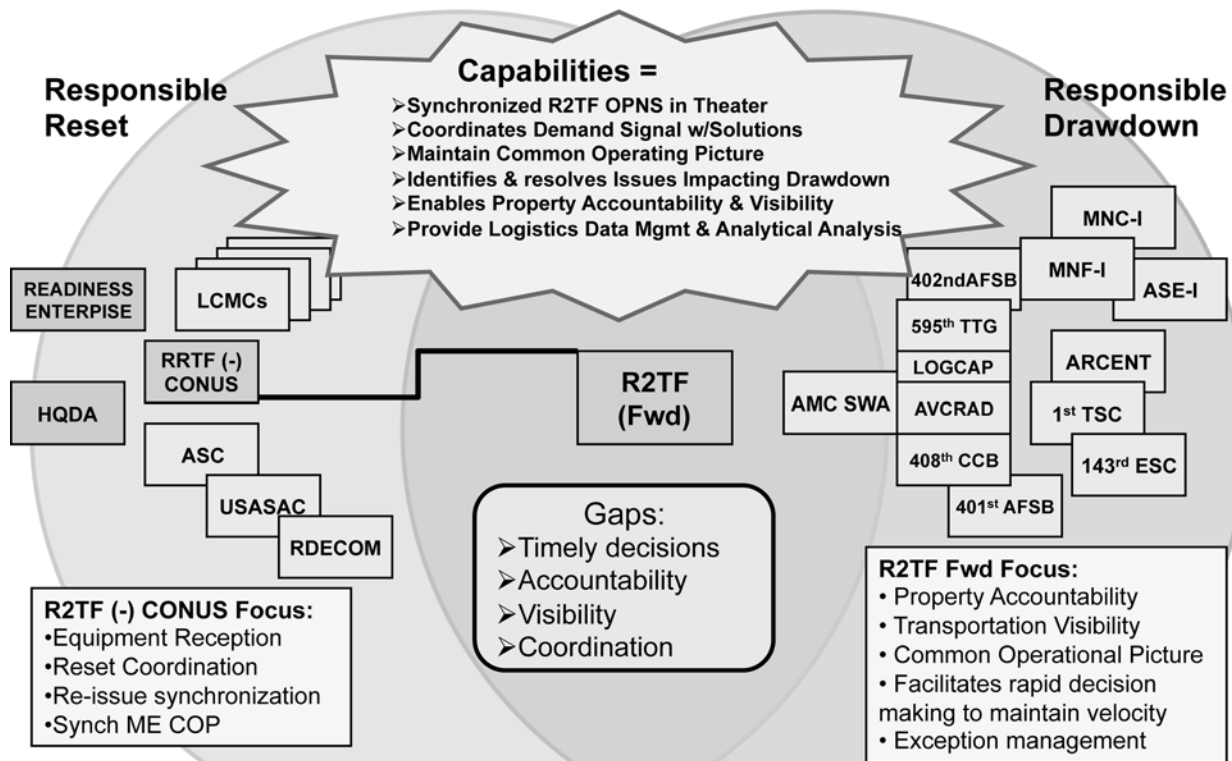 Responsible
Reset
Capabilities =
➢Synchronized R2TF OPNS in Theater
➢Coordinates Demand Signal w/Solutions
➢Maintain Common Operating Picture
➢Identifies & resolves Issues Impacting Drawdown
➢Enables Property Accountability & Visibility
➢Provide Logistics Data Mgmt & Analytical Analysis
Responsible
Drawdown
READINESS
ENTERPISE
LCMCs
RRTF (-)
CONUS
HQDA
ASC
USASAC
RDECOM
R2TF
(Fwd)
MNC-I
MNF-I
ASE-I
402ndAFSB
595th TTG
LOGCAP
AMC SWA
AVCRAD
408th CCB
401st AFSB
ARCENT
1st TSC
143rd ESC
Gaps:
➢Timely decisions
➢Accountability
➢Visibility
➢Coordination
R2TF (-) CONUS Focus:
•Equipment Reception
•Reset Coordination
•Re-issue synchronization
•Synch ME COP
R2TF Fwd Focus:
• Property Accountability
• Transportation Visibility
• Common Operational Picture
• Facilitates rapid decision
making to maintain velocity
• Exception management